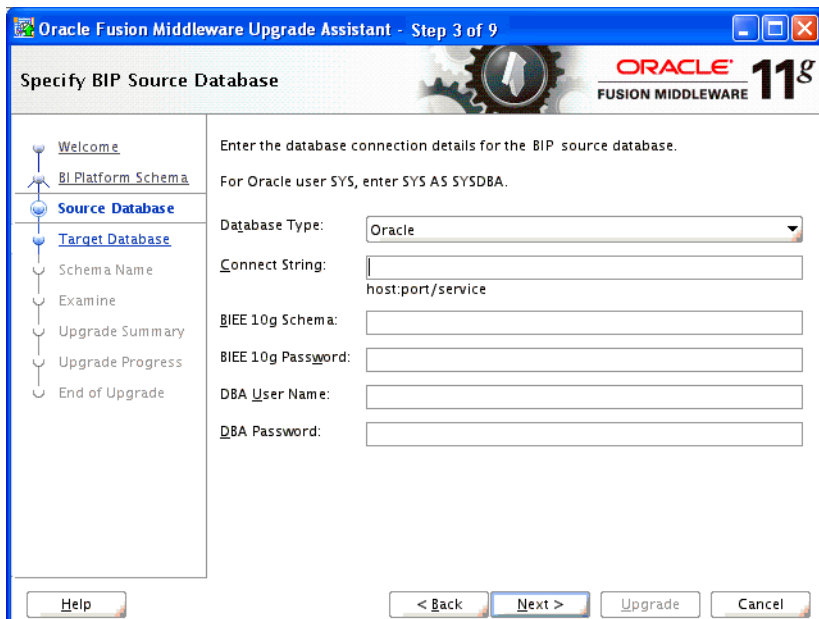 Oracle Fusion Middleware Upgrade Assistant - Step 3 of 9
Specify BIP Source Database
ORACLE
FUSION MIDDLEWARE 11g
Welcome
BI Platform Schema
Source Database
Target Database
Schema Name
Examine
Upgrade Summary
Upgrade Progress
End of Upgrade
Enter the database connection details for the BIP source database.
For Oracle user SYS, enter SYS AS SYSDBA.
Database Type:
Oracle
Connect String:
host:port/service
BIEE 10g Schema:
BIEE 10g Password:
DBA User Name:
DBA Password:
Help
< Back
Next >
Upgrade
Cancel